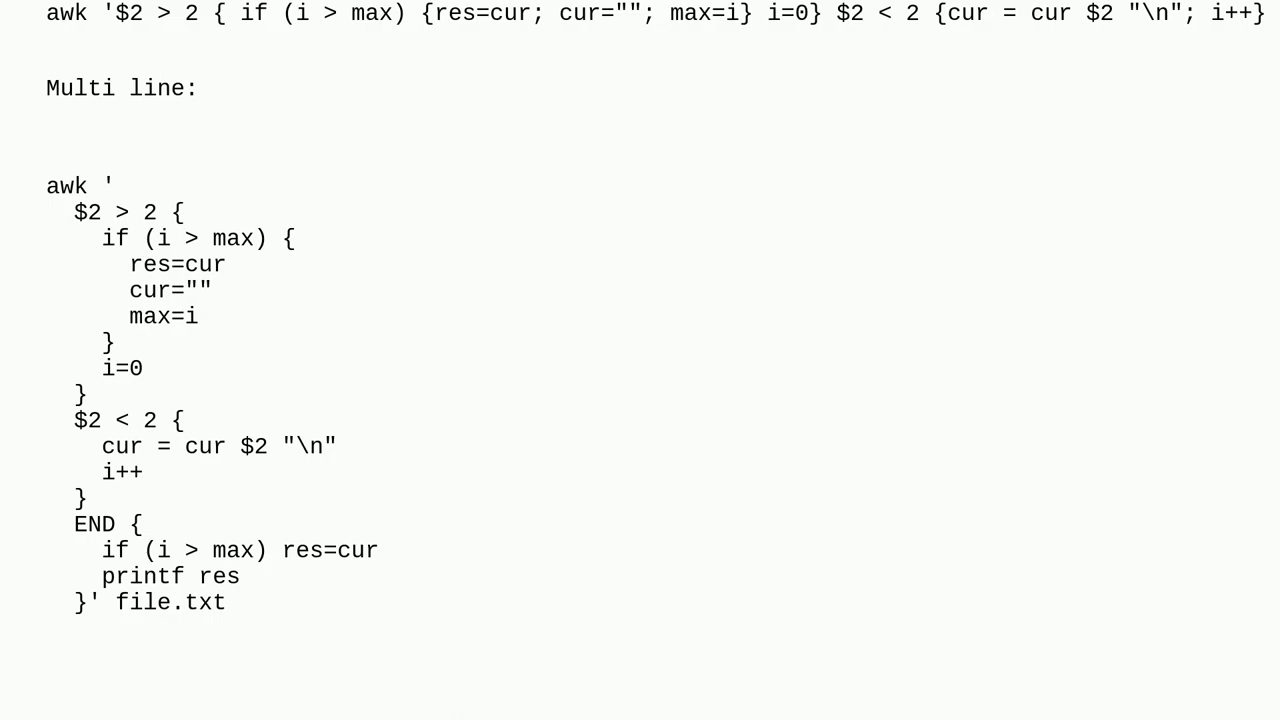 awk '$2 > 2 { if (i > max) {res=cur; cur=""; max=i} i=0} $2 < 2 {cur = cur $2 "\n"; i++}
Multi line:
awk '
  $2 > 2 {
    if (i > max) {
      res=cur
      cur=""
      max=i
    }
    i=0
  }
  $2 < 2 {
    cur = cur $2 "\n"
    i++
  }
  END {
    if (i > max) res=cur
    printf res
  }' file.txt